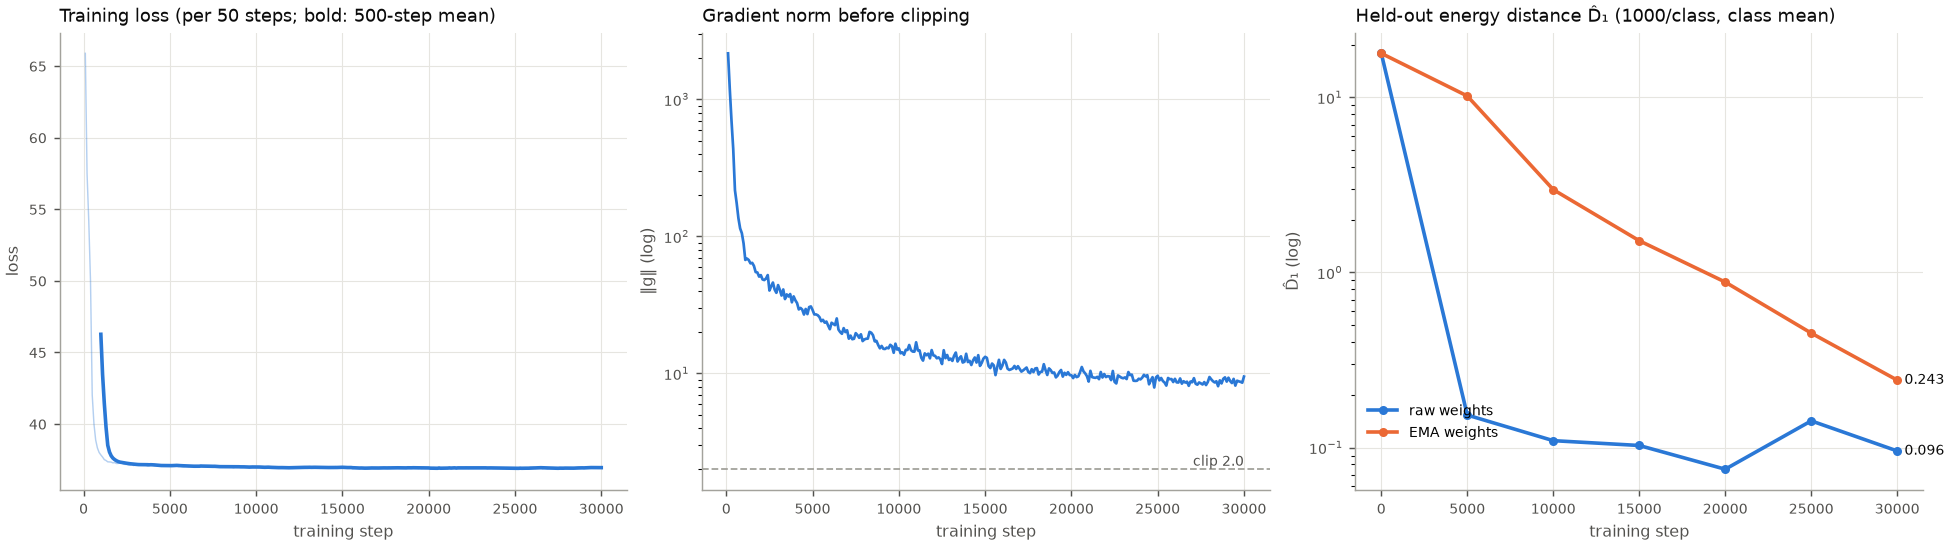 Training loss (per 50 steps; bold: 500-step mean)
65
60
55
50
45
40
loss
0
5000
10000
15000
20000
25000
30000
training step
Gradient norm before clipping
10³
10²
10¹
‖g‖ (log)
clip 2.0
0
5000
10000
15000
20000
25000
30000
training step
Held-out energy distance D̂₁ (1000/class, class mean)
10¹
10⁰
10⁻¹
D̂₁ (log)
raw weights
EMA weights
0.243
0.096
0
5000
10000
15000
20000
25000
30000
training step